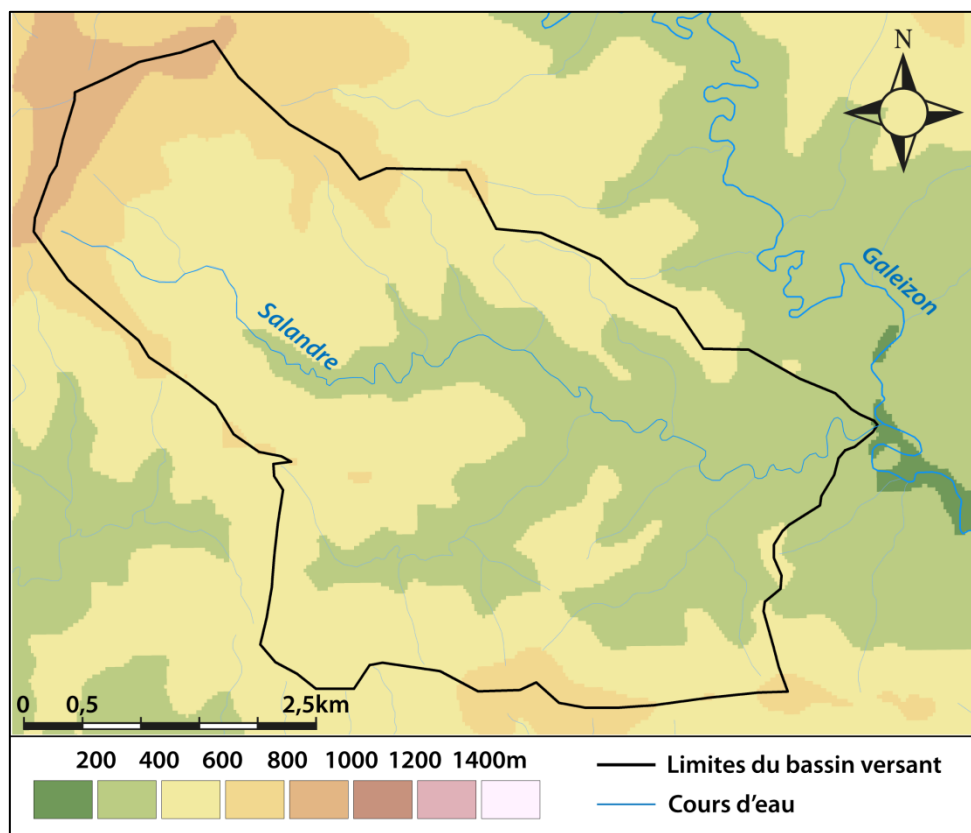 N
Galeizon
Salandre
0 0,5 2,5km
200 400 600 800 1000 1200 1400m
Limites du bassin versant
Cours d'eau